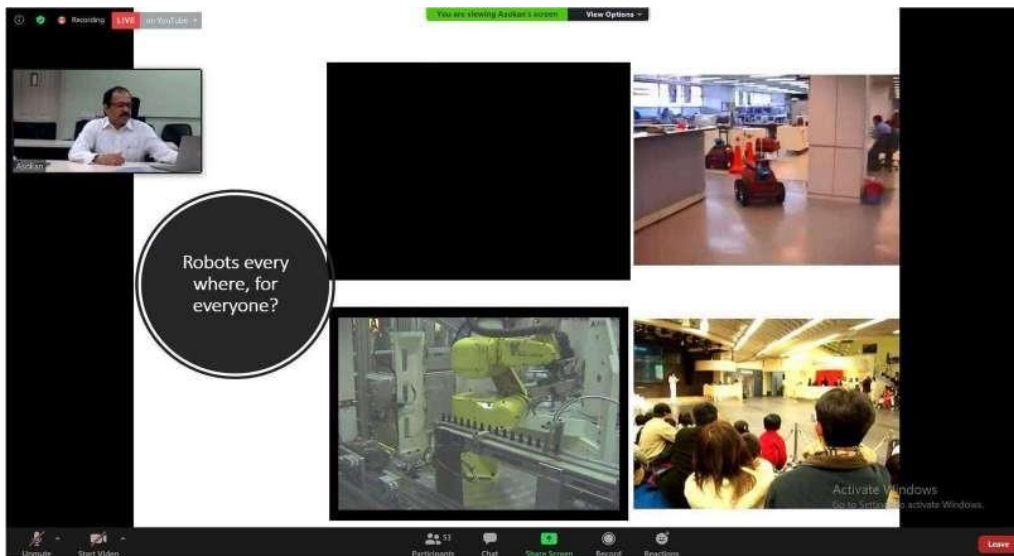 Recording
LIVE
on YouTube
You are viewing Asokan's screen
View Options
Asokan
Robots every
where, for
everyone?
Activate Windows
Go to Settings to activate Windows.
Unmute
Start Video
53
Participants
Chat
Share Screen
Record
Reactions
Leave